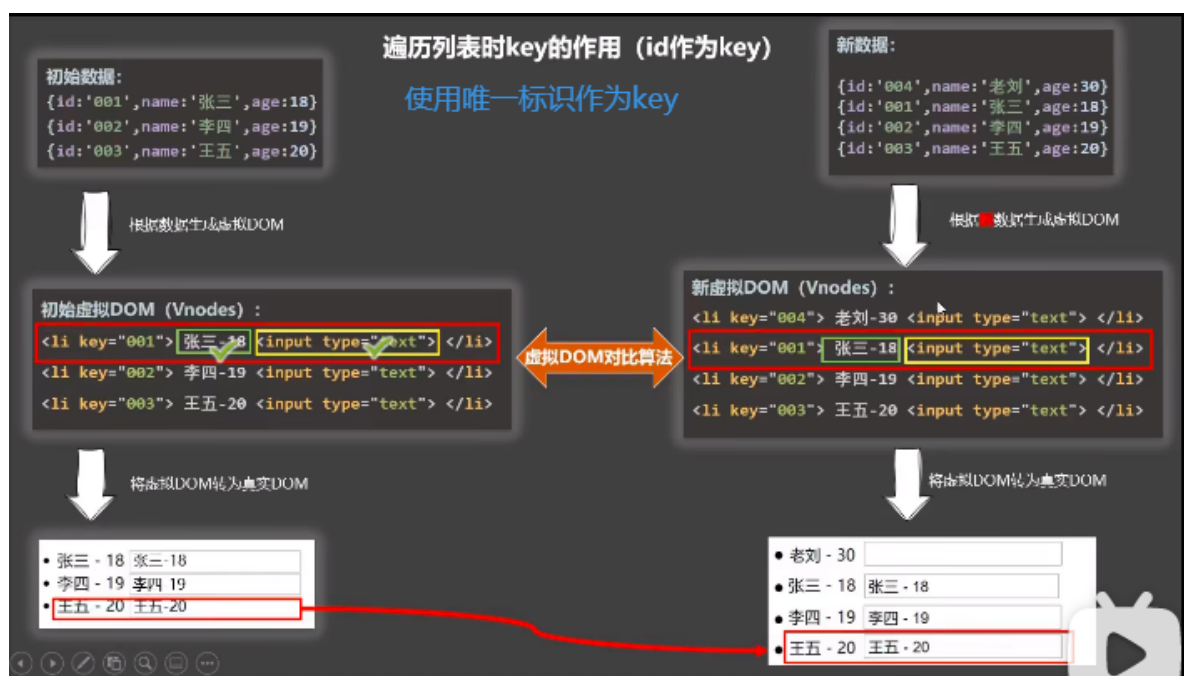 遍历列表时key的作用（id作为key）
使用唯一标识作为key
初始数据：
{id:'001',name:'张三',age:18}
{id:'002',name:'李四',age:19}
{id:'003',name:'王五',age:20}
新数据：
{id:'004',name:'老刘',age:30}
{id:'001',name:'张三',age:18}
{id:'002',name:'李四',age:19}
{id:'003',name:'王五',age:20}
根据数据生成虚拟DOM
根据 数据生成虚拟DOM
初始虚拟DOM（Vnodes）：
<li key="001"> 张三-18 <input type="text"> </li>
<li key="002"> 李四-19 <input type="text"> </li>
<li key="003"> 王五-20 <input type="text"> </li>
虚拟DOM对比算法
新虚拟DOM（Vnodes）：
<li key="004"> 老刘-30 <input type="text"> </li>
<li key="001"> 张三-18 <input type="text"> </li>
<li key="002"> 李四-19 <input type="text"> </li>
<li key="003"> 王五-20 <input type="text"> </li>
将虚拟DOM转为真实DOM
将虚拟DOM转为真实DOM
• 张三 - 18 张三-18
• 李四 - 19 李四 19
• 王五 - 20 王五-20
• 老刘 - 30
• 张三 - 18 张三 - 18
• 李四 - 19 李四 - 19
• 王五 - 20 王五 - 20